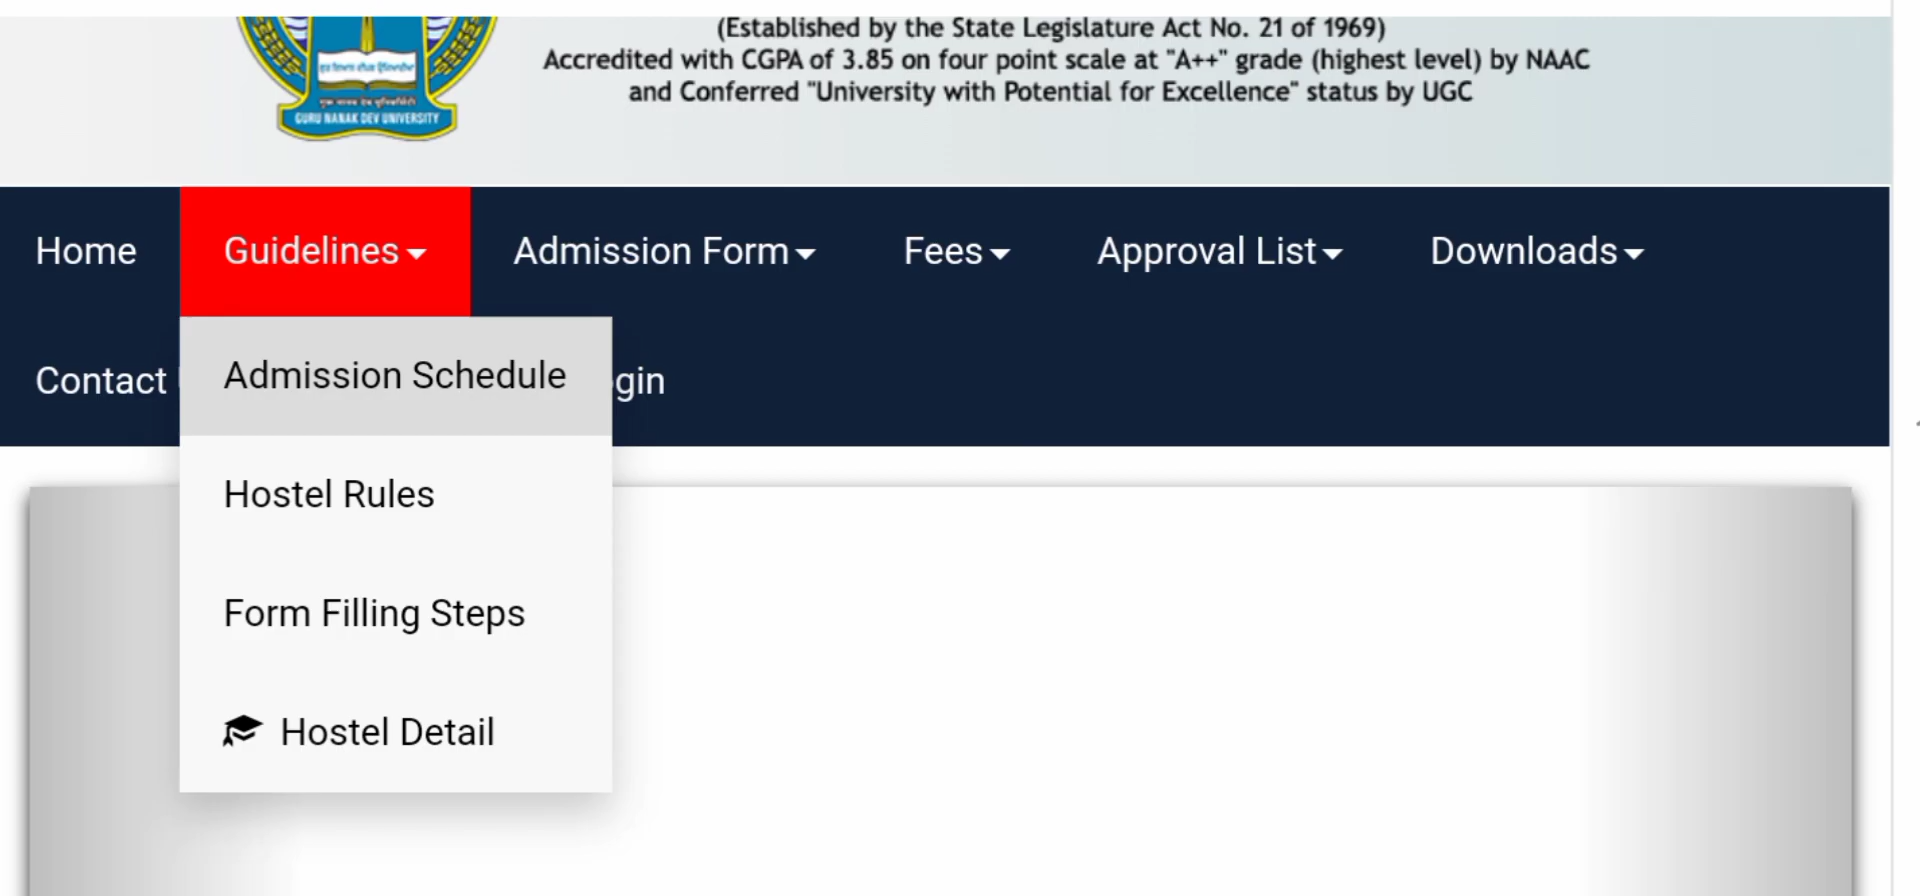 (Established by the State Legislature Act No. 21 of 1969)
Accredited with CGPA of 3.85 on four point scale at "A++" grade (highest level) by NAAC
and Conferred "University with Potential for Excellence" status by UGC
GURU NANAK DEV UNIVERSITY
Home Guidelines Admission Form Fees Approval List Downloads
Contact
Admission Schedule
Hostel Rules
Form Filling Steps
Hostel Detail